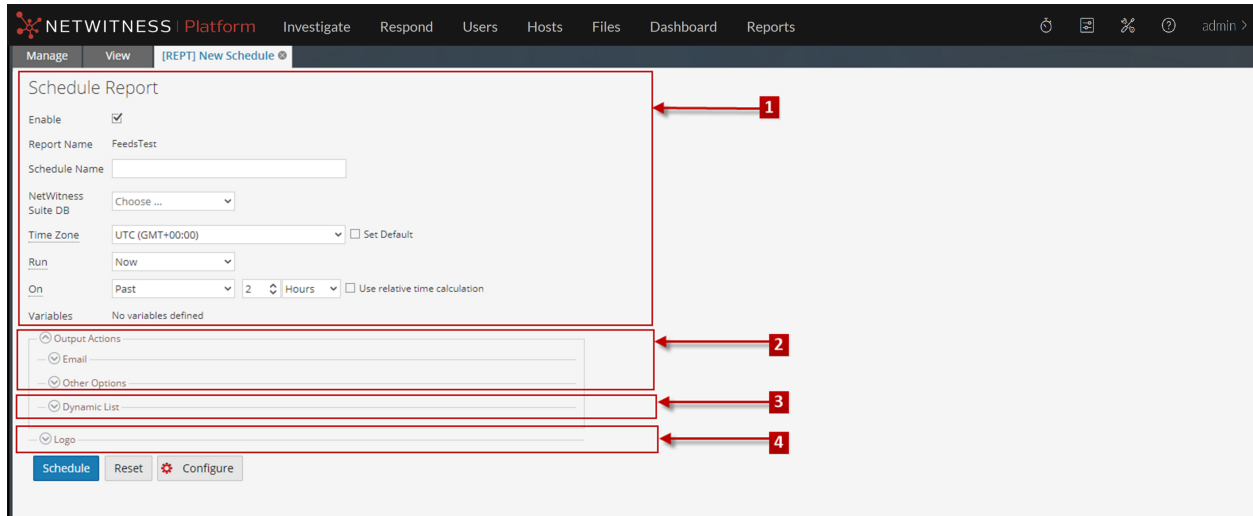 NETWITNESS Platform Investigate Respond Users Hosts Files Dashboard Reports admin >
Manage View [REPT] New Schedule
Schedule Report
1
Enable
Report Name FeedsTest
Schedule Name
NetWitness Suite DB Choose ...
Time Zone UTC (GMT+00:00) Set Default
Run Now
On Past 2 Hours Use relative time calculation
Variables No variables defined
Output Actions
2
Email
Other Options
Dynamic List
3
Logo
4
Schedule Reset Configure